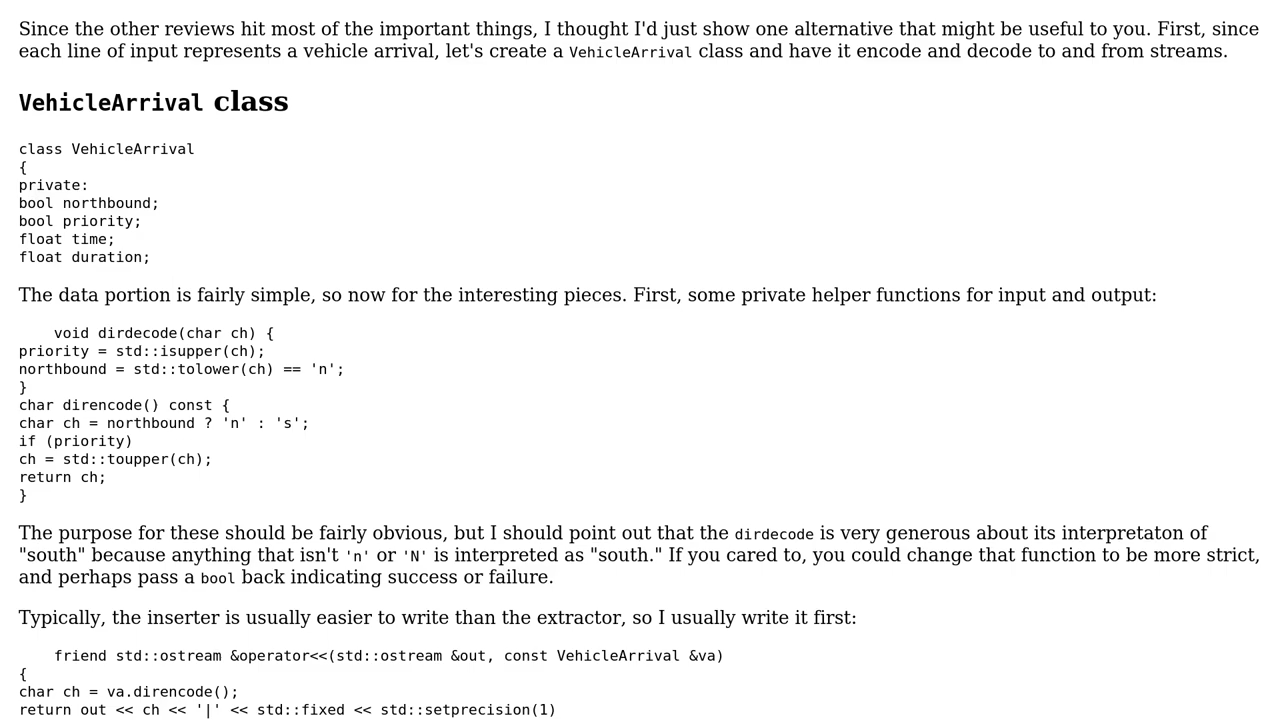 Since the other reviews hit most of the important things, I thought I'd just show one alternative that might be useful to you. First, since
each line of input represents a vehicle arrival, let's create a VehicleArrival class and have it encode and decode to and from streams.
VehicleArrival class
class VehicleArrival
{
private:
bool northbound;
bool priority;
float time;
float duration;
The data portion is fairly simple, so now for the interesting pieces. First, some private helper functions for input and output:
    void dirdecode(char ch) {
priority = std::isupper(ch);
northbound = std::tolower(ch) == 'n';
}
char direncode() const {
char ch = northbound ? 'n' : 's';
if (priority)
ch = std::toupper(ch);
return ch;
}
The purpose for these should be fairly obvious, but I should point out that the dirdecode is very generous about its interpretaton of
"south" because anything that isn't 'n' or 'N' is interpreted as "south." If you cared to, you could change that function to be more strict,
and perhaps pass a bool back indicating success or failure.
Typically, the inserter is usually easier to write than the extractor, so I usually write it first:
    friend std::ostream &operator<<(std::ostream &out, const VehicleArrival &va)
{
char ch = va.direncode();
return out << ch << '|' << std::fixed << std::setprecision(1)